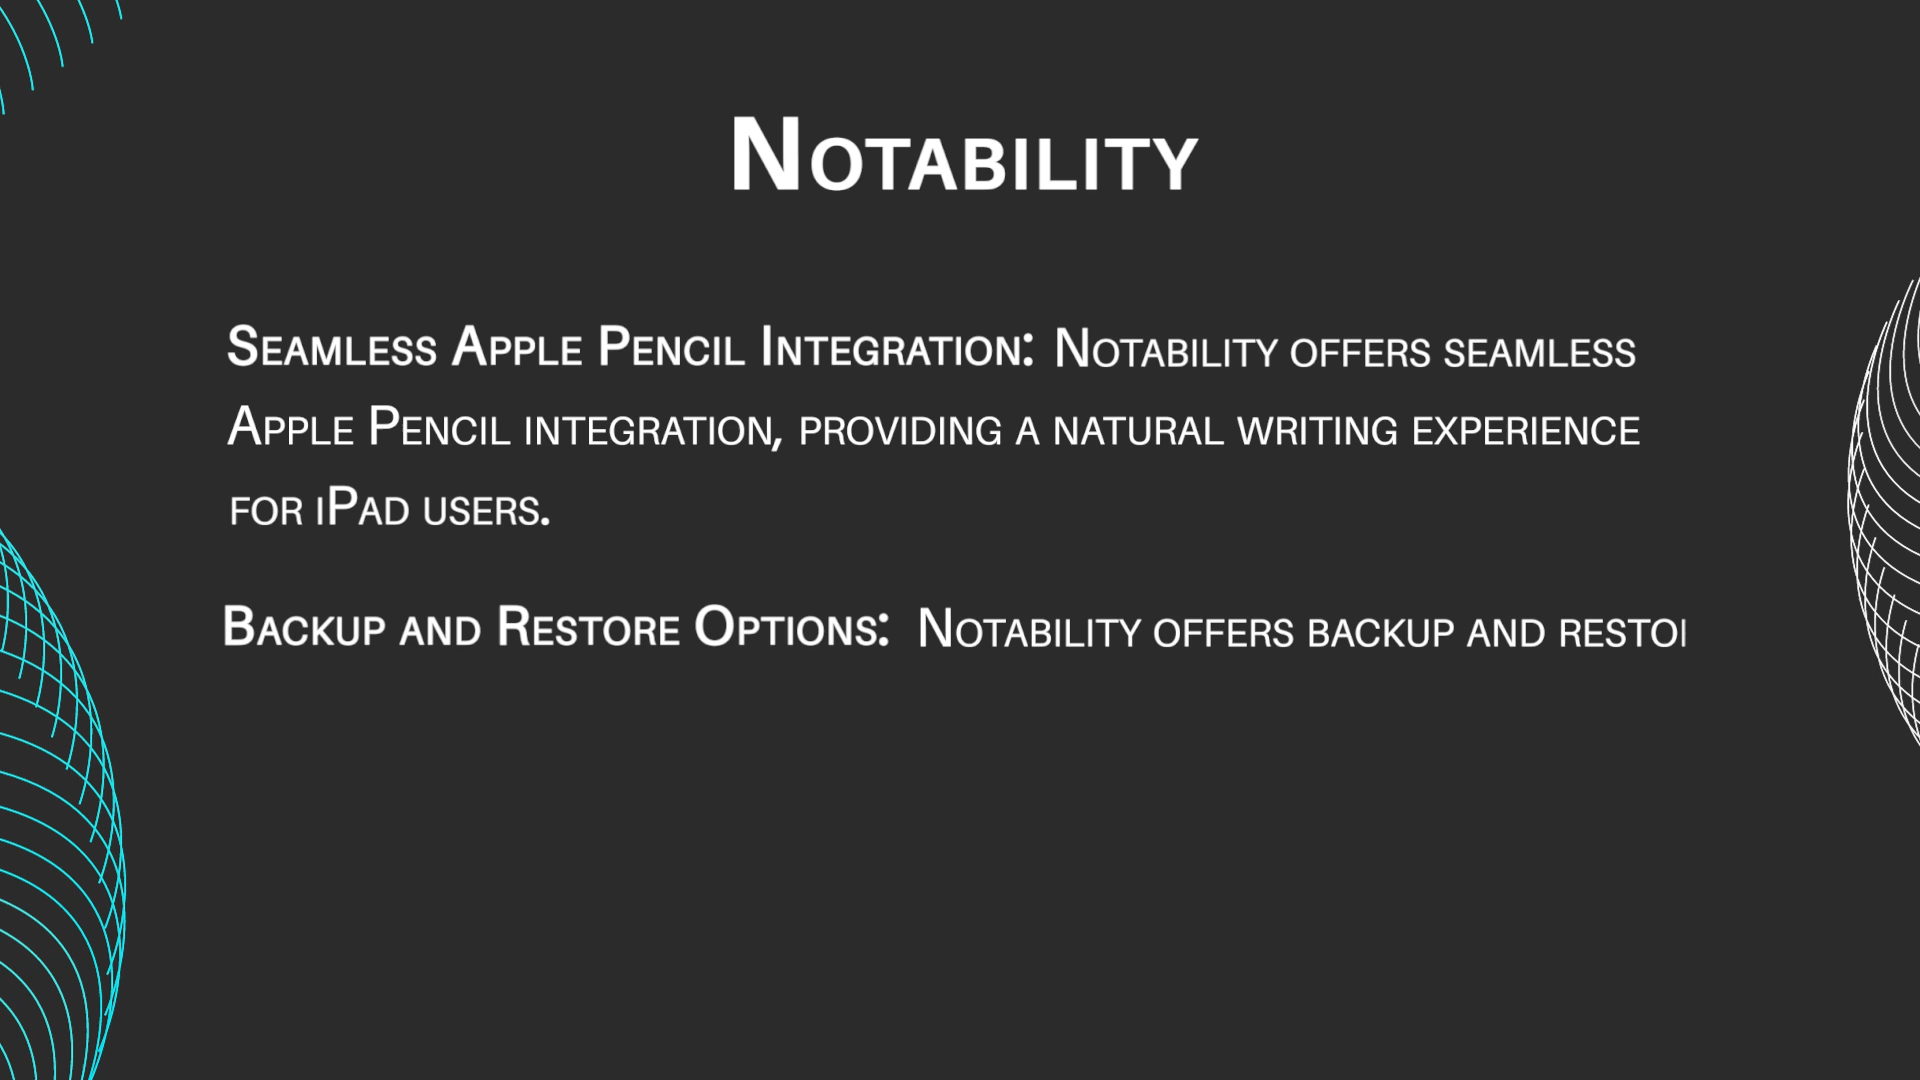 Notability
Seamless Apple Pencil Integration: Notability offers seamless
Apple Pencil integration, providing a natural writing experience
for iPad users.
Backup and Restore Options: Notability offers backup and